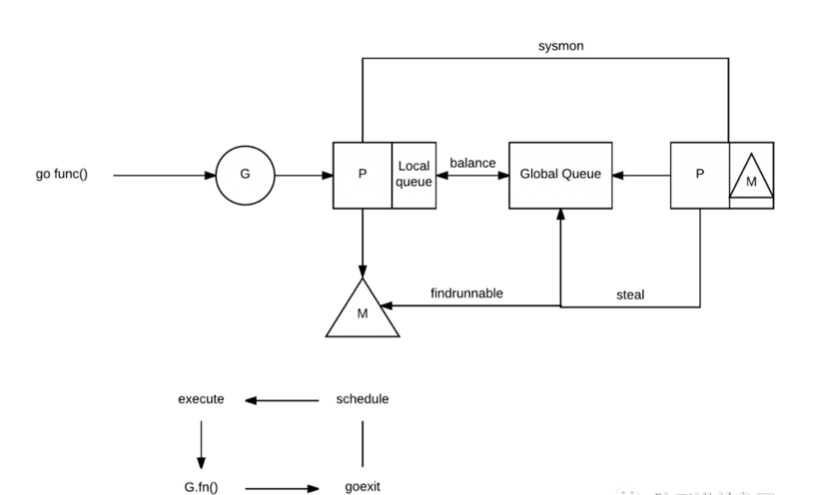 sysmon
go func()
G
P
Local
queue
balance
Global Queue
P
M
findrunnable
steal
M
execute
schedule
G.fn()
goexit